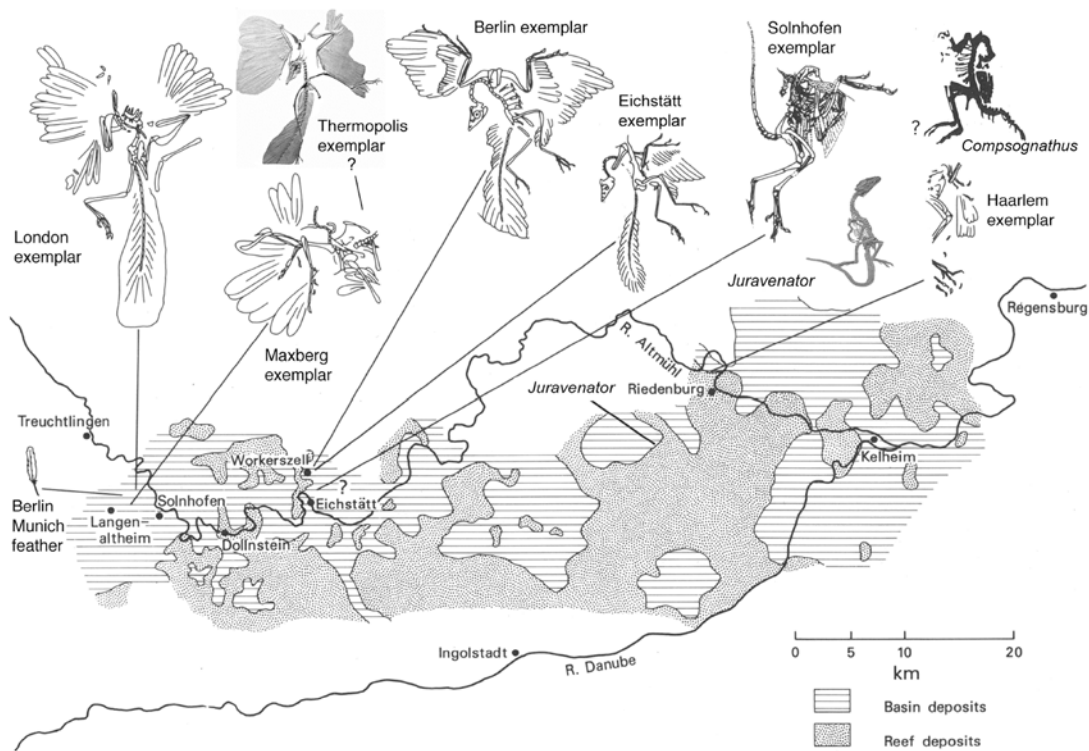 Berlin exemplar
Solnhofen
exemplar
Thermopolis
exemplar
?
Eichstätt
exemplar
?
Compsognathus
Haarlem
exemplar
London
exemplar
Juravenator
Maxberg
exemplar
Regensburg
R. Altmühl
Juravenator
Riedenburg
Treuchtlingen
Workerszell
Kelheim
?
Berlin
Munich
feather
Solnhofen
Eichstätt
Langen-
altheim
Dollnstein
Ingolstadt
R. Danube
0 5 10 20
km
Basin deposits
Reef deposits